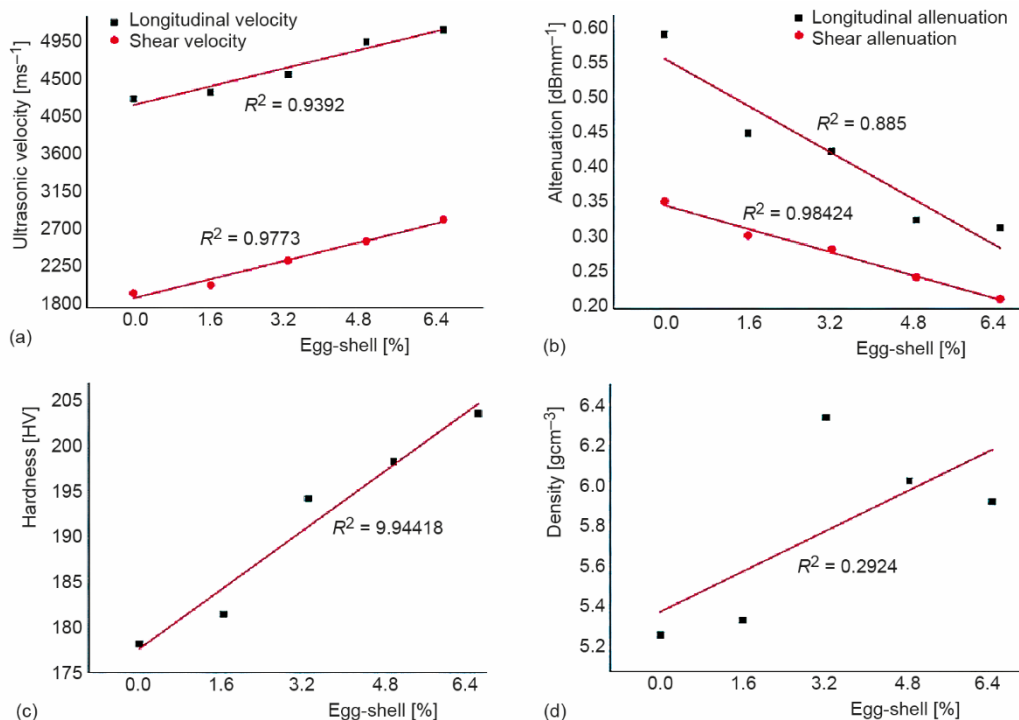 Longitudinal velocity
Shear velocity
Ultrasonic velocity [ms⁻¹]
4950
4500
4050
3600
3150
2700
2250
1800
R² = 0.9392
R² = 0.9773
0.0 1.6 3.2 4.8 6.4
Egg-shell [%]
(a)
Longitudinal allenuation
Shear allenuation
Altenuation [dBmm⁻¹]
0.60
0.55
0.50
0.45
0.40
0.35
0.30
0.25
0.20
R² = 0.885
R² = 0.98424
0.0 1.6 3.2 4.8 6.4
Egg-shell [%]
(b)
Hardness [HV]
205
200
195
190
185
180
175
R² = 9.94418
0.0 1.6 3.2 4.8 6.4
Egg-shell [%]
(c)
Density [gcm⁻³]
6.4
6.2
6.0
5.8
5.6
5.4
5.2
R² = 0.2924
0.0 1.6 3.2 4.8 6.4
Egg-shell [%]
(d)